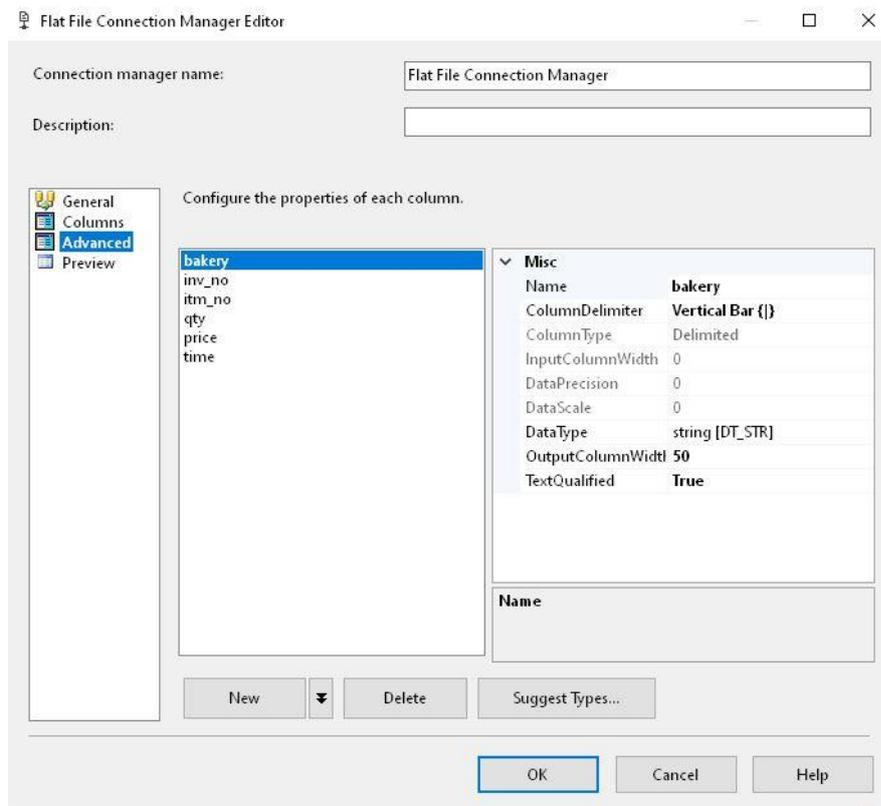 Flat File Connection Manager Editor
Connection manager name:
Flat File Connection Manager
Description:
General
Columns
Advanced
Preview
Configure the properties of each column.
bakery
inv_no
itm_no
qty
price
time
Misc
Name bakery
ColumnDelimiter Vertical Bar {|}
ColumnType Delimited
InputColumnWidth 0
DataPrecision 0
DataScale 0
DataType string [DT_STR]
OutputColumnWidtl 50
TextQualified True
Name
New
Delete
Suggest Types...
OK
Cancel
Help